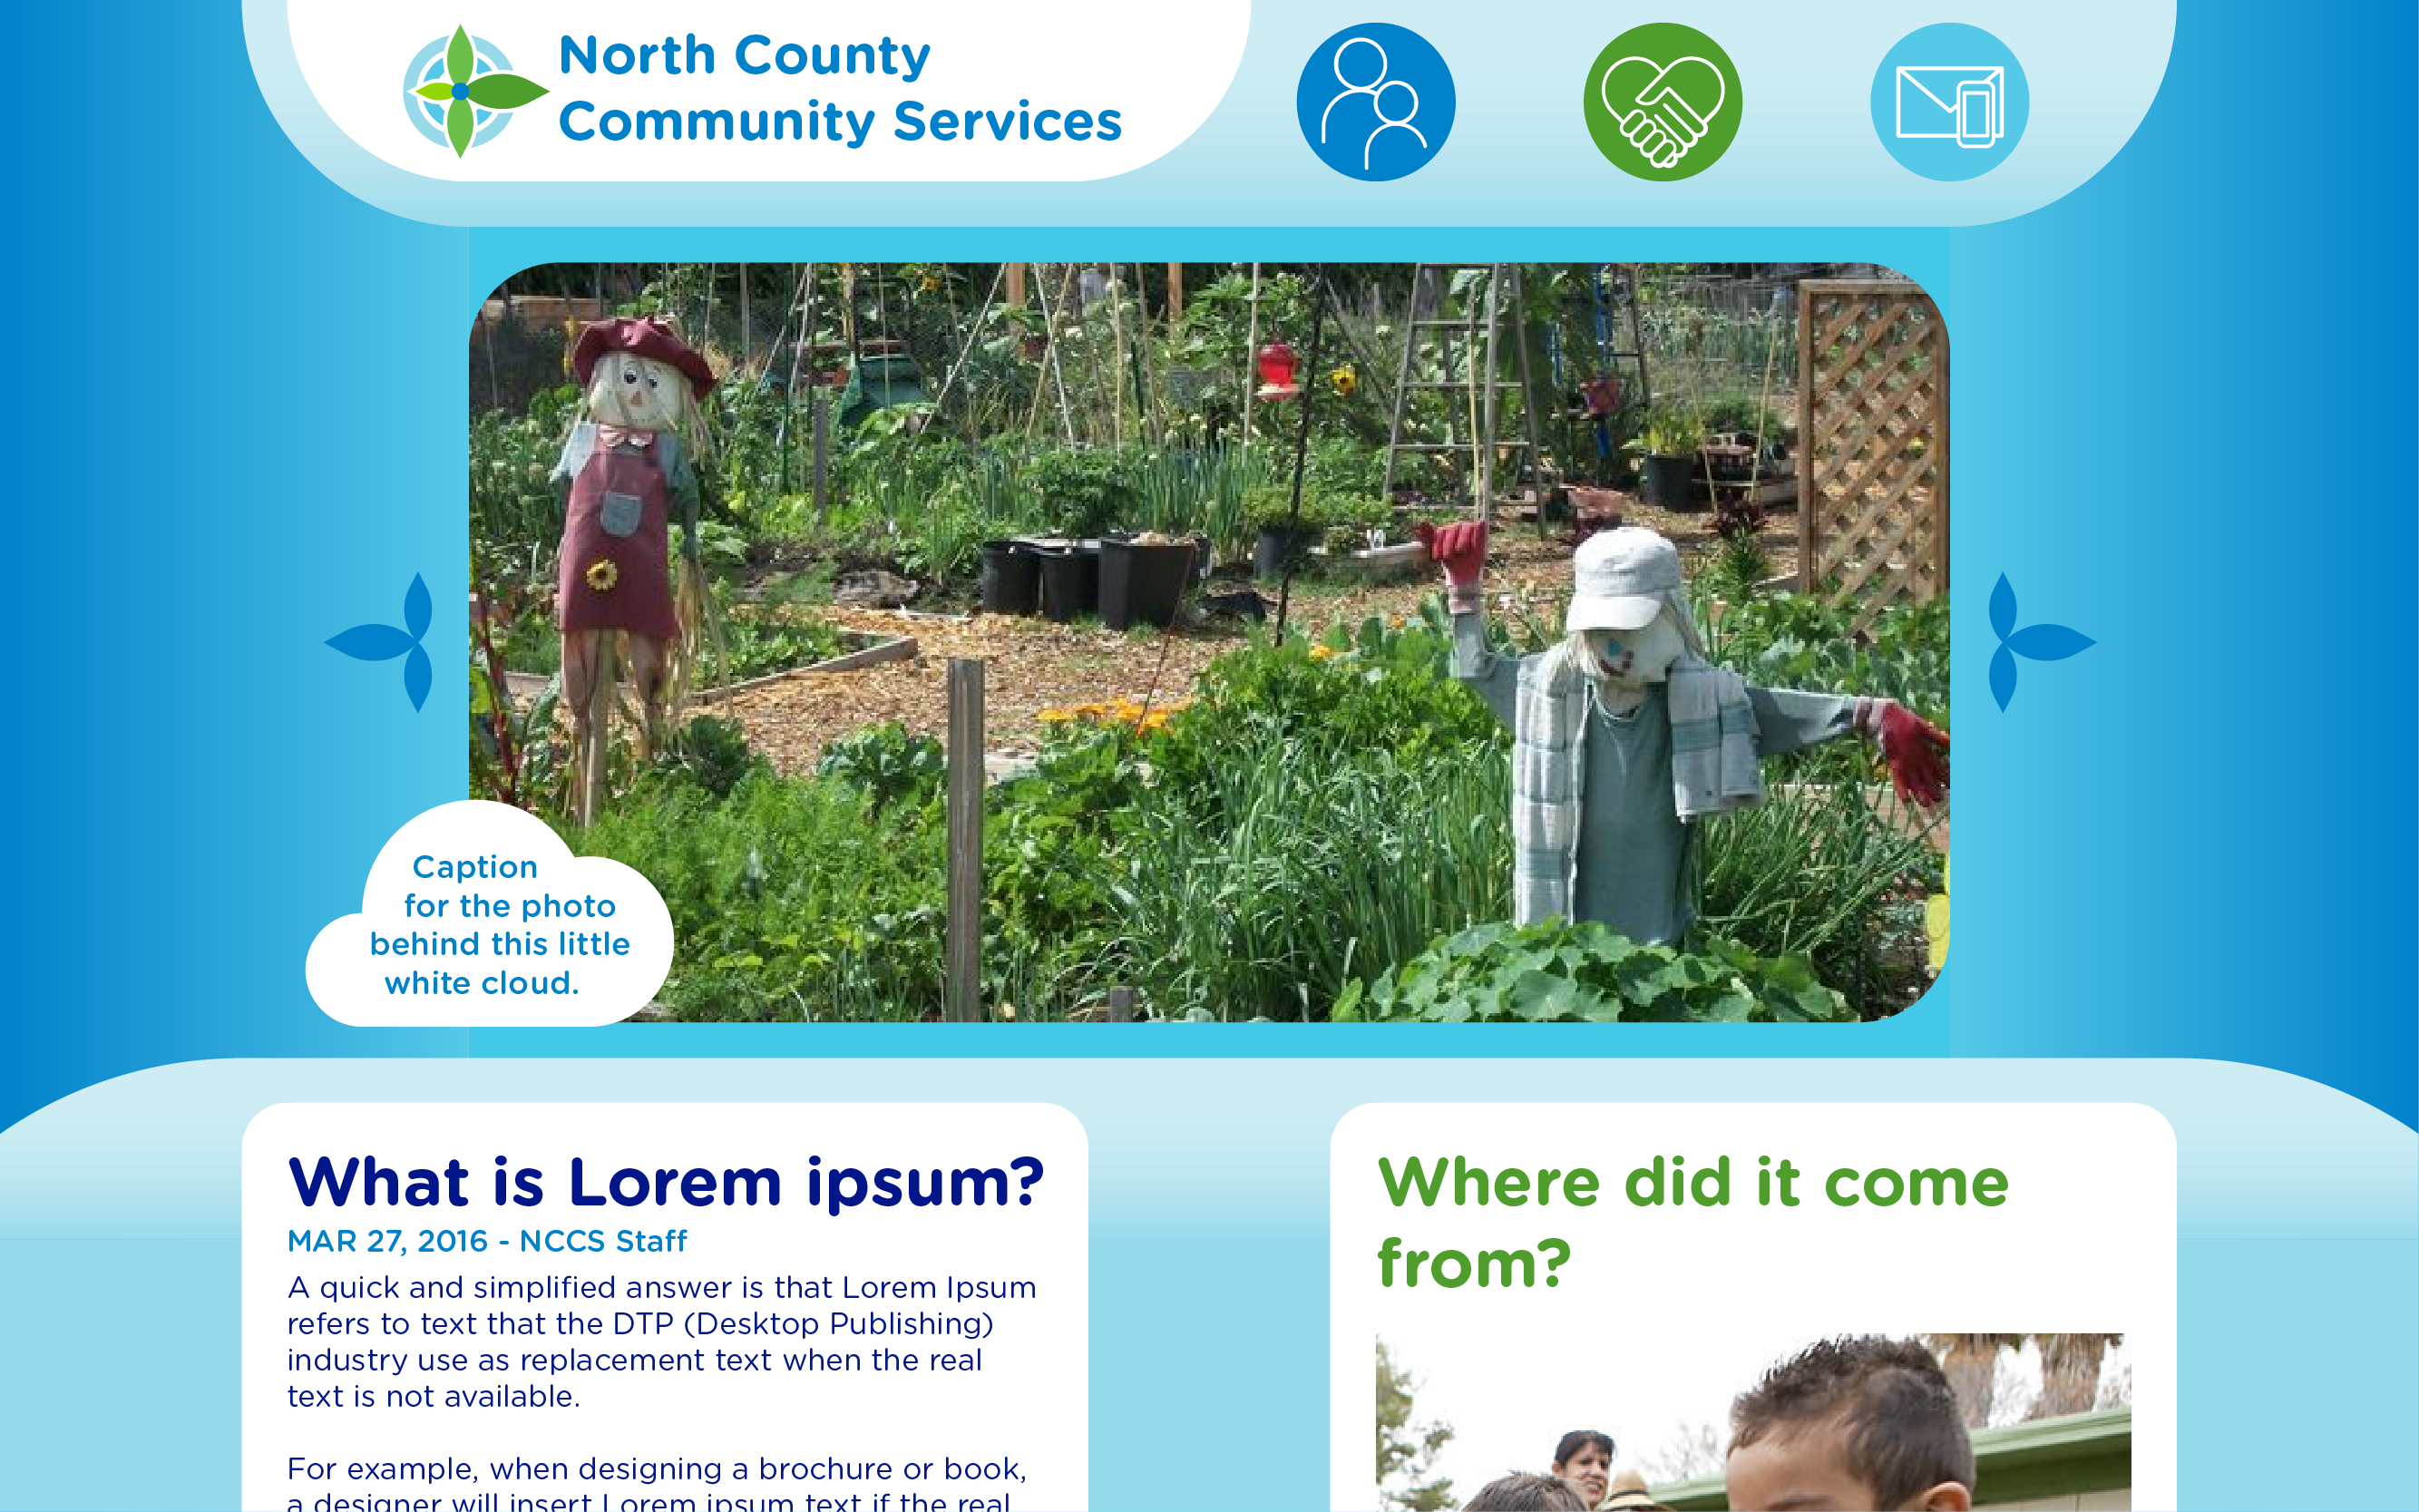 North County
Community Services
Caption
for the photo
behind this little
white cloud.
What is Lorem ipsum?
MAR 27, 2016 - NCCS Staff
A quick and simplified answer is that Lorem Ipsum
refers to text that the DTP (Desktop Publishing)
industry use as replacement text when the real
text is not available.
For example, when designing a brochure or book,
a designer will insert Lorem ipsum text if the real
Where did it come
from?